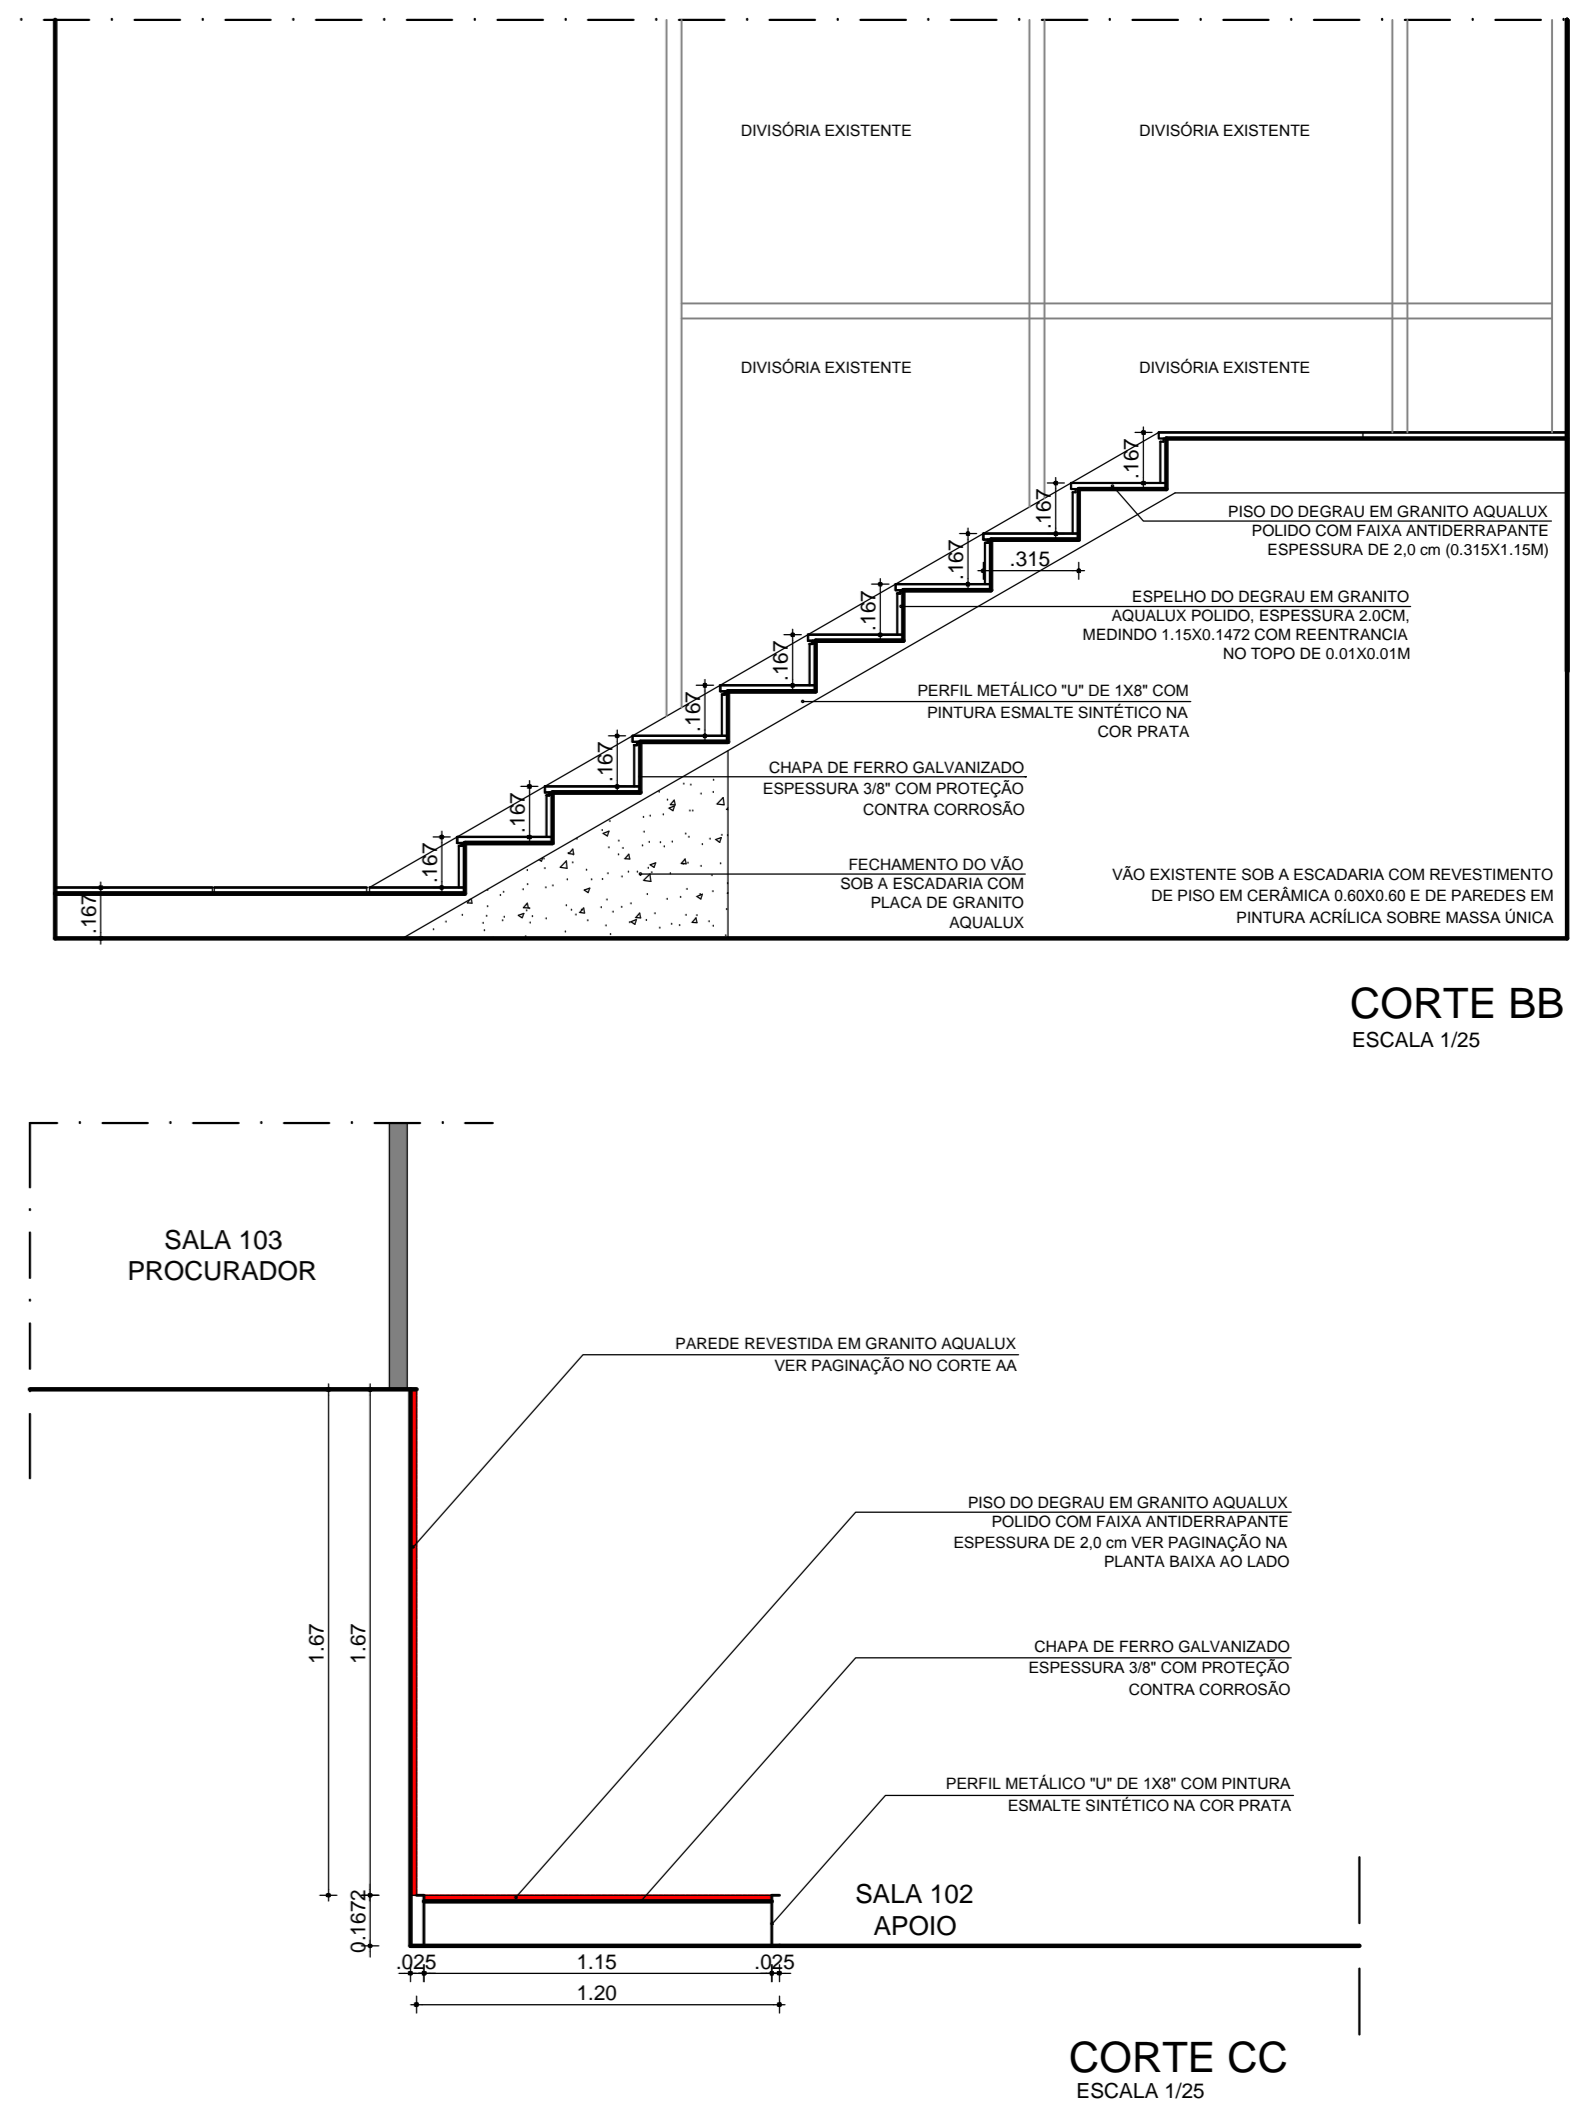 DIVISÓRIA EXISTENTE
DIVISÓRIA EXISTENTE
DIVISÓRIA EXISTENTE
DIVISÓRIA EXISTENTE
.167
.167
.167
.167
.167
.167
.167
.167
.167
.167
.315
PISO DO DEGRAU EM GRANITO AQUALUX
POLIDO COM FAIXA ANTIDERRAPANTE
ESPESSURA DE 2,0 cm (0.315X1.15M)
ESPELHO DO DEGRAU EM GRANITO
AQUALUX POLIDO, ESPESSURA 2.0CM,
MEDINDO 1.15X0.1472 COM REENTRANCIA
NO TOPO DE 0.01X0.01M
PERFIL METÁLICO "U" DE 1X8" COM
PINTURA ESMALTE SINTÉTICO NA
COR PRATA
CHAPA DE FERRO GALVANIZADO
ESPESSURA 3/8" COM PROTEÇÃO
CONTRA CORROSÃO
FECHAMENTO DO VÃO
SOB A ESCADARIA COM
PLACA DE GRANITO
AQUALUX
VÃO EXISTENTE SOB A ESCADARIA COM REVESTIMENTO
DE PISO EM CERÂMICA 0.60X0.60 E DE PAREDES EM
PINTURA ACRÍLICA SOBRE MASSA ÚNICA
CORTE BB
ESCALA 1/25
SALA 103
PROCURADOR
PAREDE REVESTIDA EM GRANITO AQUALUX
VER PAGINAÇÃO NO CORTE AA
PISO DO DEGRAU EM GRANITO AQUALUX
POLIDO COM FAIXA ANTIDERRAPANTE
ESPESSURA DE 2,0 cm VER PAGINAÇÃO NA
PLANTA BAIXA AO LADO
1.67
1.67
CHAPA DE FERRO GALVANIZADO
ESPESSURA 3/8" COM PROTEÇÃO
CONTRA CORROSÃO
PERFIL METÁLICO "U" DE 1X8" COM PINTURA
ESMALTE SINTÉTICO NA COR PRATA
SALA 102
APOIO
0.1672
.025
1.15
.025
1.20
CORTE CC
ESCALA 1/25